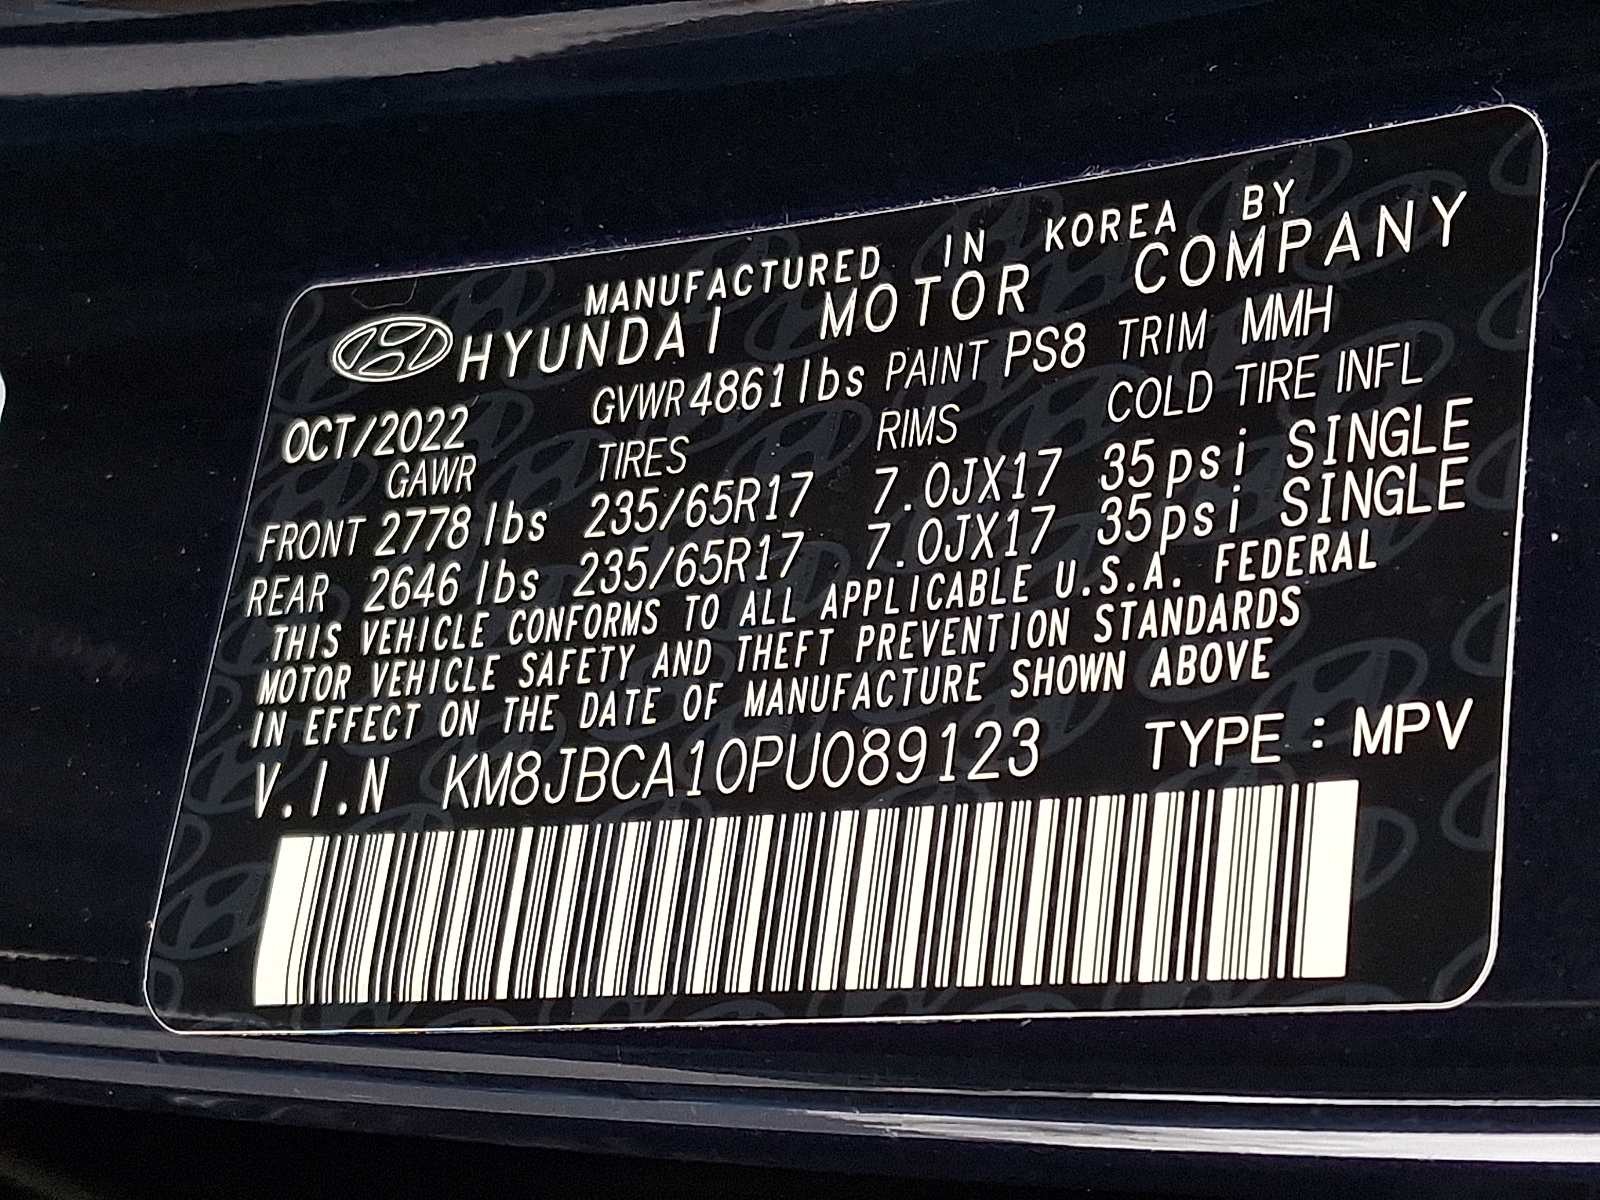 MANUFACTURED IN KOREA BY
HYUNDAI MOTOR COMPANY
OCT/2022 GVWR 4861lbs PAINT PS8 TRIM MMH
GAWR TIRES RIMS COLD TIRE INFL
FRONT 2778 lbs 235/65R17 7.0JX17 35psi SINGLE
REAR 2646 lbs 235/65R17 7.0JX17 35psi SINGLE
THIS VEHICLE CONFORMS TO ALL APPLICABLE U.S.A. FEDERAL
MOTOR VEHICLE SAFETY AND THEFT PREVENTION STANDARDS
IN EFFECT ON THE DATE OF MANUFACTURE SHOWN ABOVE
V.I.N KM8JBCA10PU089123 TYPE : MPV